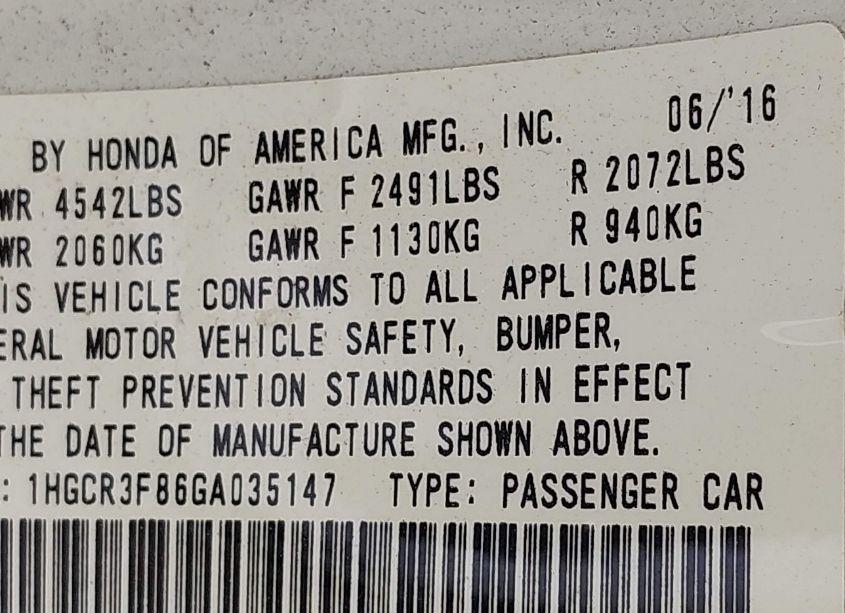 BY HONDA OF AMERICA MFG., INC. 06/'16
WR 4542LBS GAWR F 2491LBS R 2072LBS
WR 2060KG GAWR F 1130KG R 940KG
IS VEHICLE CONFORMS TO ALL APPLICABLE
ERAL MOTOR VEHICLE SAFETY, BUMPER,
THEFT PREVENTION STANDARDS IN EFFECT
THE DATE OF MANUFACTURE SHOWN ABOVE.
: 1HGCR3F86GA035147 TYPE: PASSENGER CAR